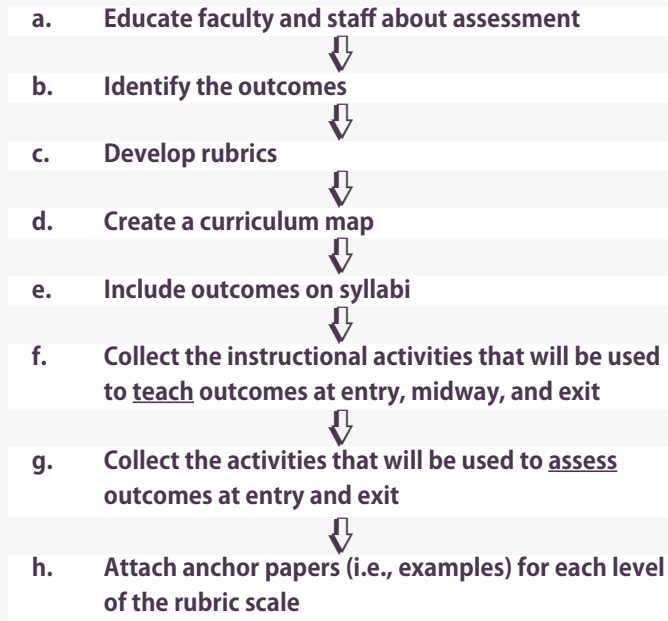 a. Educate faculty and staff about assessment
b. Identify the outcomes
c. Develop rubrics
d. Create a curriculum map
e. Include outcomes on syllabi
f. Collect the instructional activities that will be used
to teach outcomes at entry, midway, and exit
g. Collect the activities that will be used to assess
outcomes at entry and exit
h. Attach anchor papers (i.e., examples) for each level
of the rubric scale